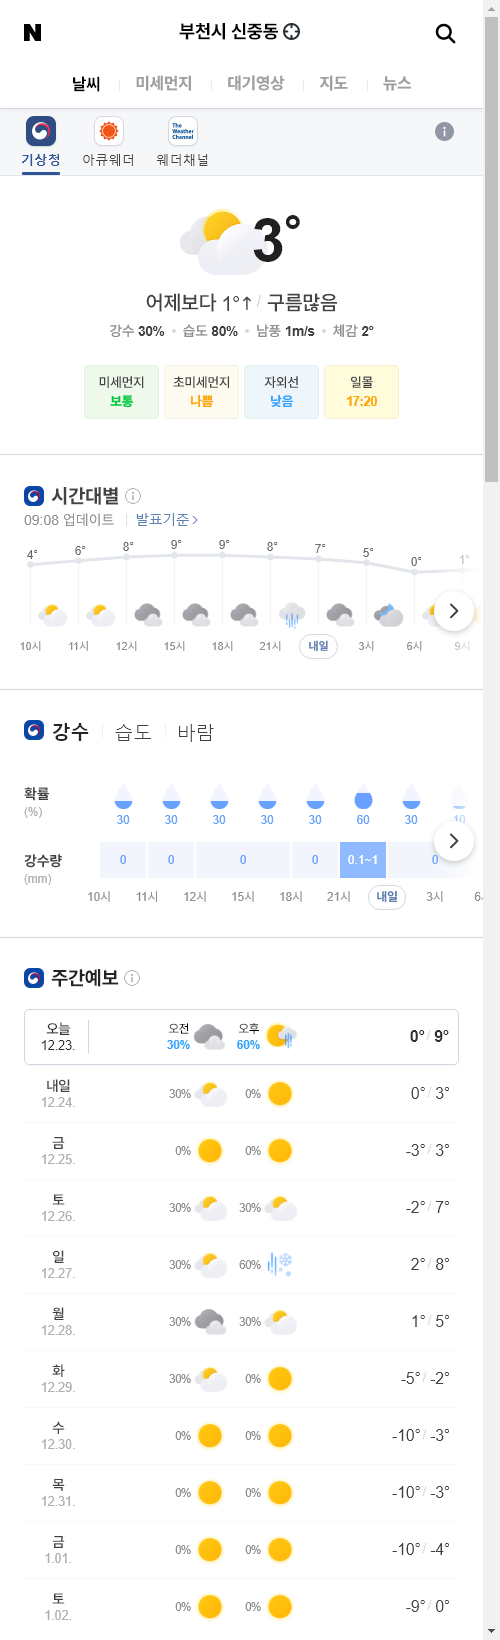 N
부천시 신중동
날씨 미세먼지 대기영상 지도 뉴스
The Weather Channel
기상청 아큐웨더 웨더채널
3°
어제보다 1°↑ / 구름많음
강수 30% • 습도 80% • 남풍 1m/s • 체감 2°
미세먼지 초미세먼지 자외선 일몰
보통 나쁨 낮음 17:20
시간대별
09:08 업데이트 발표기준 >
4° 6° 8° 9° 9° 8° 7° 5° 0° 1°
10시 11시 12시 15시 18시 21시 내일 3시 6시 9시
강수 습도 바람
확률
(%)
30 30 30 30 30 60 30 10
강수량
(mm)
0 0 0 0 0.1~1 0
10시 11시 12시 15시 18시 21시 내일 3시
주간예보
오늘 오전 오후
12.23. 30% 60% 0° / 9°
내일
12.24. 30% 0% 0° / 3°
금
12.25. 0% 0% -3° / 3°
토
12.26. 30% 30% -2° / 7°
일
12.27. 30% 60% 2° / 8°
월
12.28. 30% 30% 1° / 5°
화
12.29. 30% 0% -5° / -2°
수
12.30. 0% 0% -10° / -3°
목
12.31. 0% 0% -10° / -3°
금
1.01. 0% 0% -10° / -4°
토
1.02. 0% 0% -9° / 0°